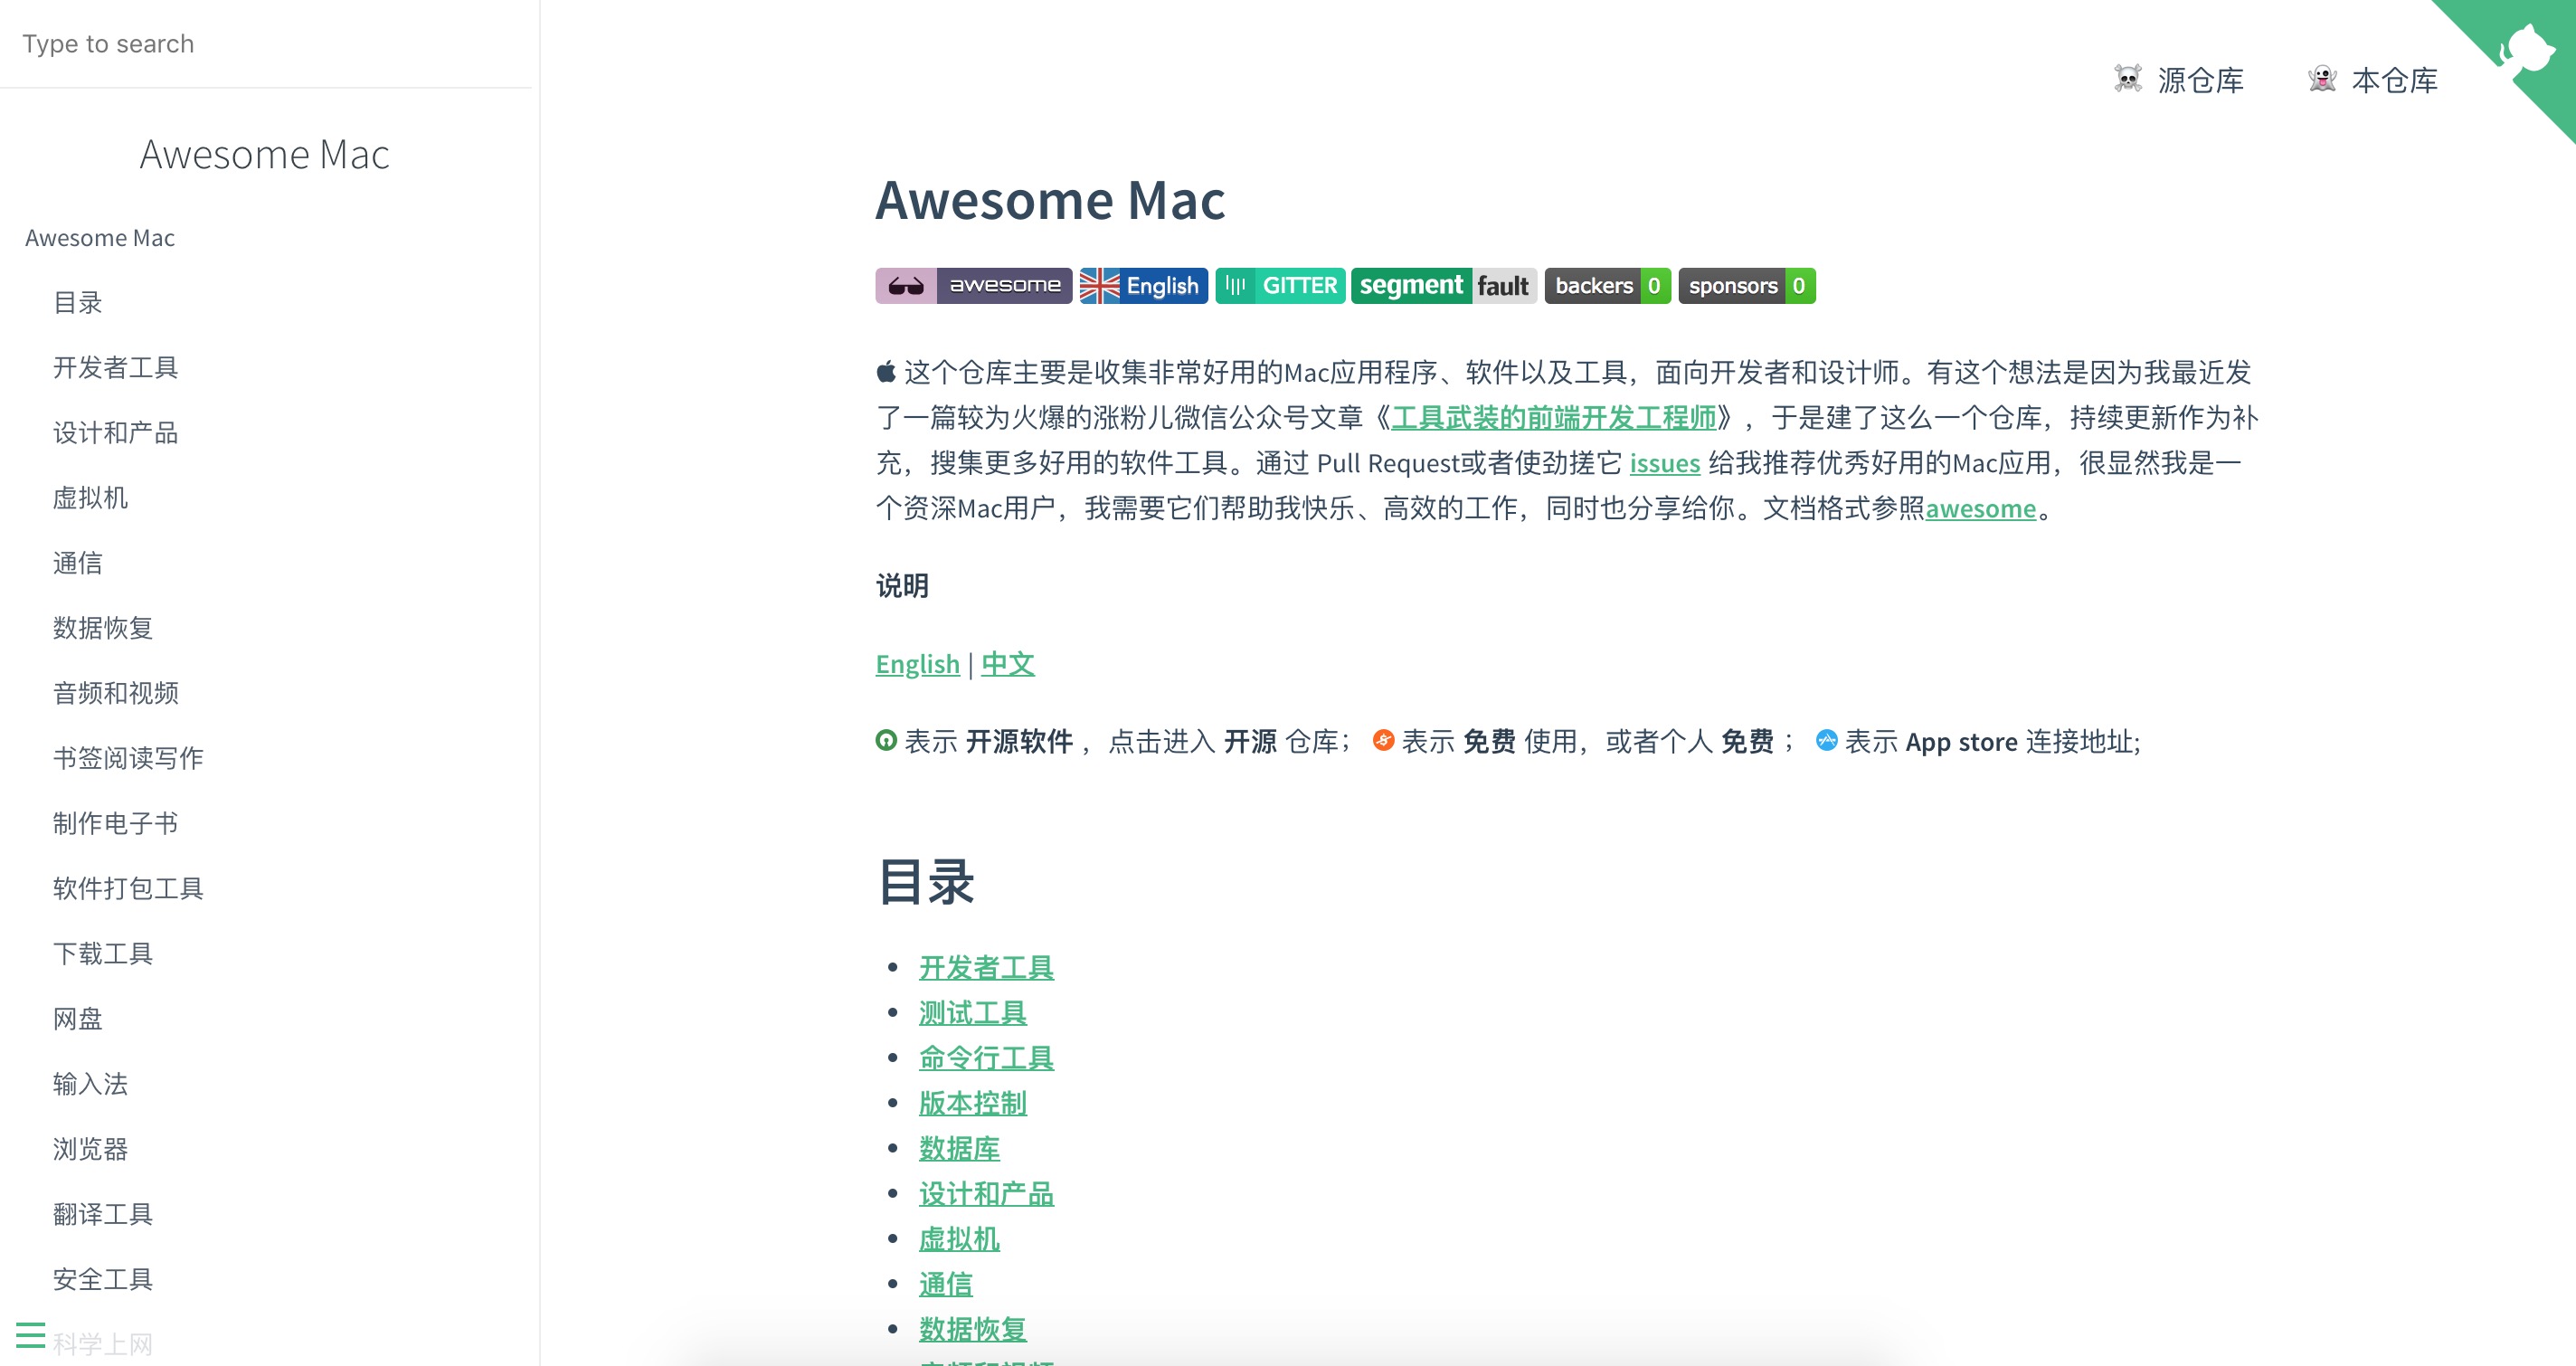 Type to search
Awesome Mac
Awesome Mac
目录
开发者工具
设计和产品
虚拟机
通信
数据恢复
音频和视频
书签阅读写作
制作电子书
软件打包工具
下载工具
网盘
输入法
浏览器
翻译工具
安全工具
科学上网
源仓库 本仓库
Awesome Mac
awesome English GITTER segment fault backers 0 sponsors 0
这个仓库主要是收集非常好用的Mac应用程序、软件以及工具，面向开发者和设计师。有这个想法是因为我最近发
了一篇较为火爆的涨粉儿微信公众号文章《工具武装的前端开发工程师》，于是建了这么一个仓库，持续更新作为补
充，搜集更多好用的软件工具。通过 Pull Request或者使劲搓它 issues 给我推荐优秀好用的Mac应用，很显然我是一
个资深Mac用户，我需要它们帮助我快乐、高效的工作，同时也分享给你。文档格式参照awesome。
说明
English | 中文
表示 开源软件 ，点击进入 开源 仓库； 表示 免费 使用，或者个人 免费 ； 表示 App store 连接地址;
目录
开发者工具
测试工具
命令行工具
版本控制
数据库
设计和产品
虚拟机
通信
数据恢复